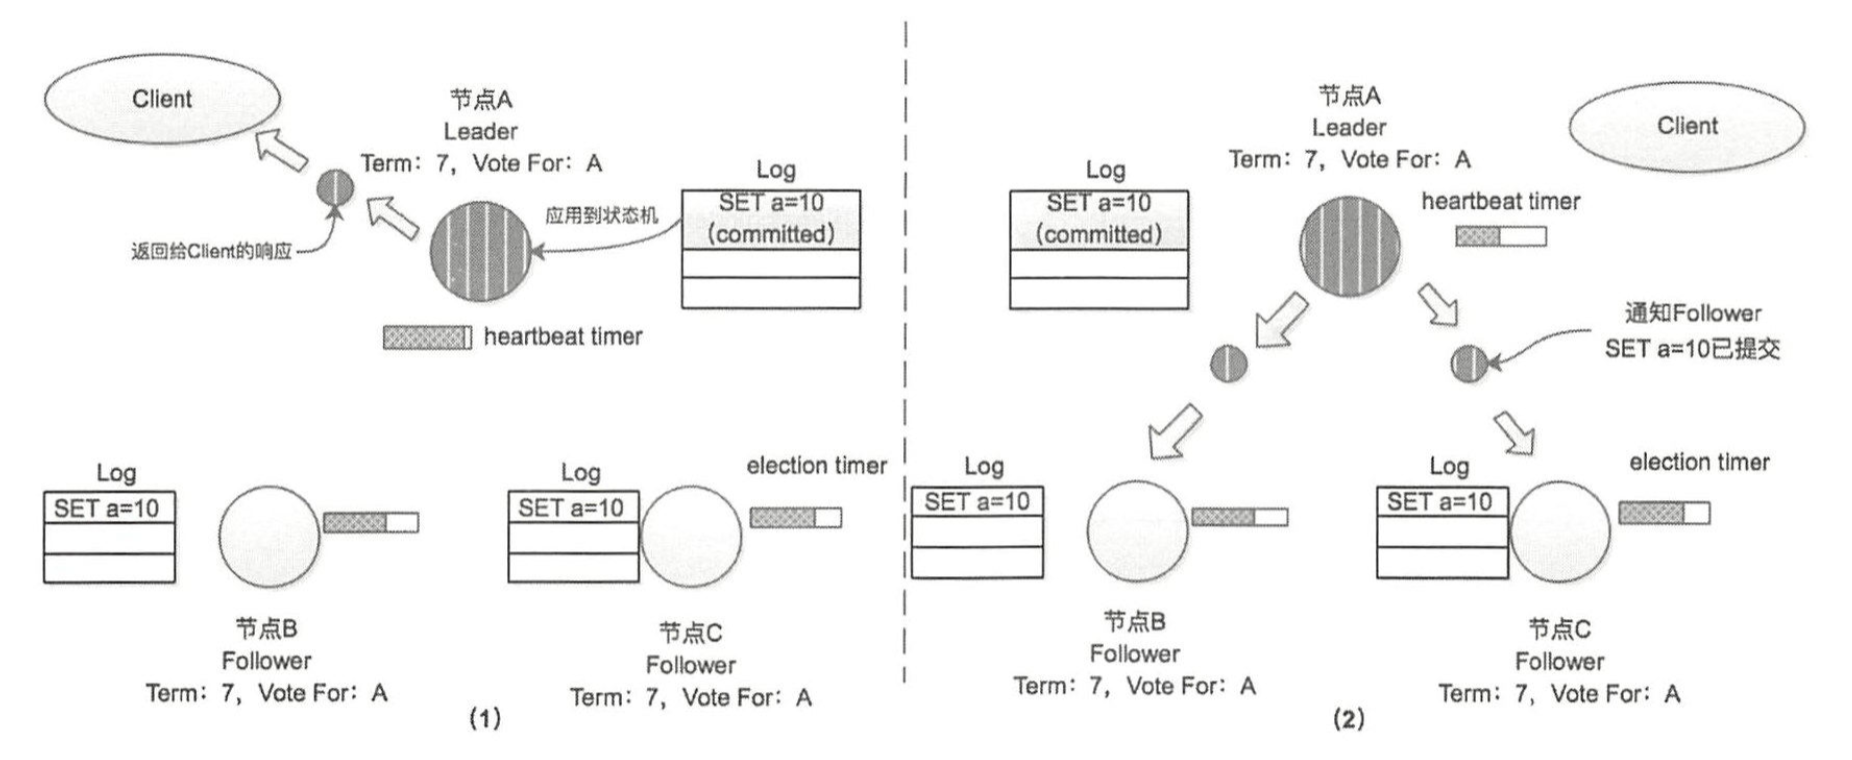 Client
节点A
Leader
Term：7，Vote For：A
Log
SET a=10
(committed)
应用到状态机
返回给Client的响应
heartbeat timer
Log
SET a=10
节点B
Follower
Term：7，Vote For：A
Log
SET a=10
election timer
节点C
Follower
Term：7，Vote For：A
(1)
节点A
Leader
Term：7，Vote For：A
Client
Log
SET a=10
(committed)
heartbeat timer
通知Follower
SET a=10已提交
Log
SET a=10
节点B
Follower
Term：7，Vote For：A
Log
SET a=10
election timer
节点C
Follower
Term：7，Vote For：A
(2)